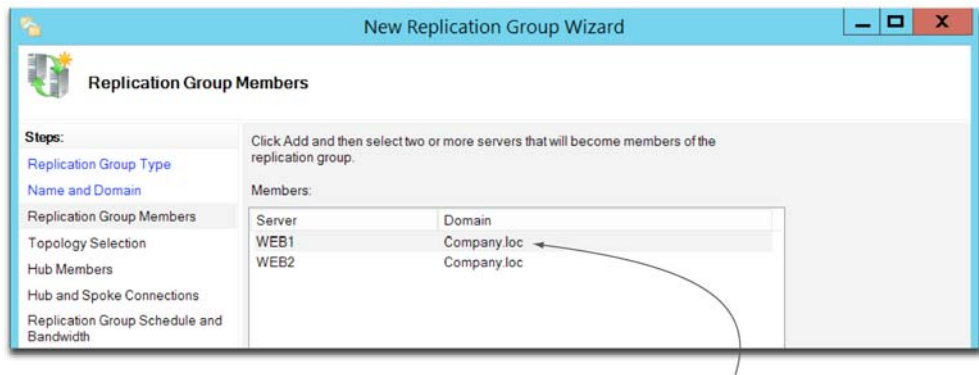 New Replication Group Wizard
Replication Group Members
Steps:
Replication Group Type
Name and Domain
Replication Group Members
Topology Selection
Hub Members
Hub and Spoke Connections
Replication Group Schedule and
Bandwidth
Click Add and then select two or more servers that will become members of the
replication group.
Members:
Server Domain
WEB1 Company.loc
WEB2 Company.loc